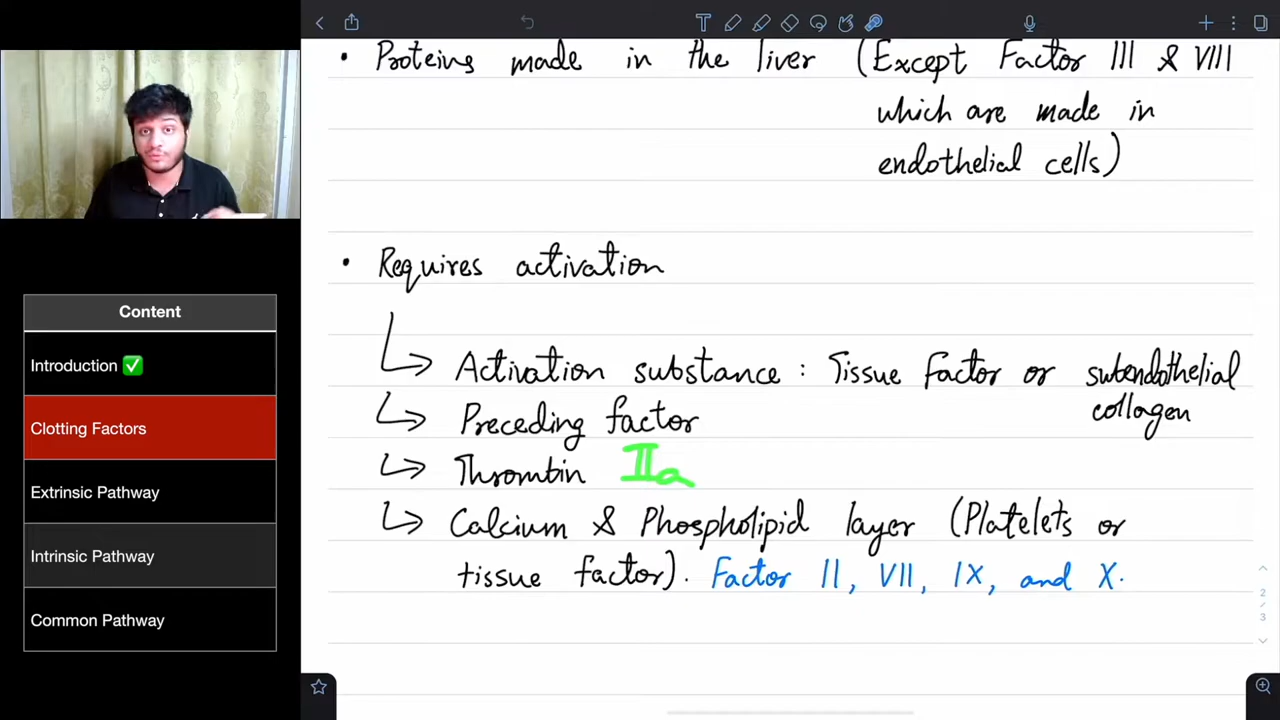 • Proteins made in the liver (Except Factor III & VIII
which are made in
endothelial cells)
• Requires activation
↳ Activation substance : Tissue Factor or subendothelial
collagen
↳ Preceding factor
↳ Thrombin IIa
↳ Calcium & Phospholipid layer (Platelets or
tissue factor). Factor II, VII, IX, and X.
Content
Introduction ✅
Clotting Factors
Extrinsic Pathway
Intrinsic Pathway
Common Pathway
2
/
3